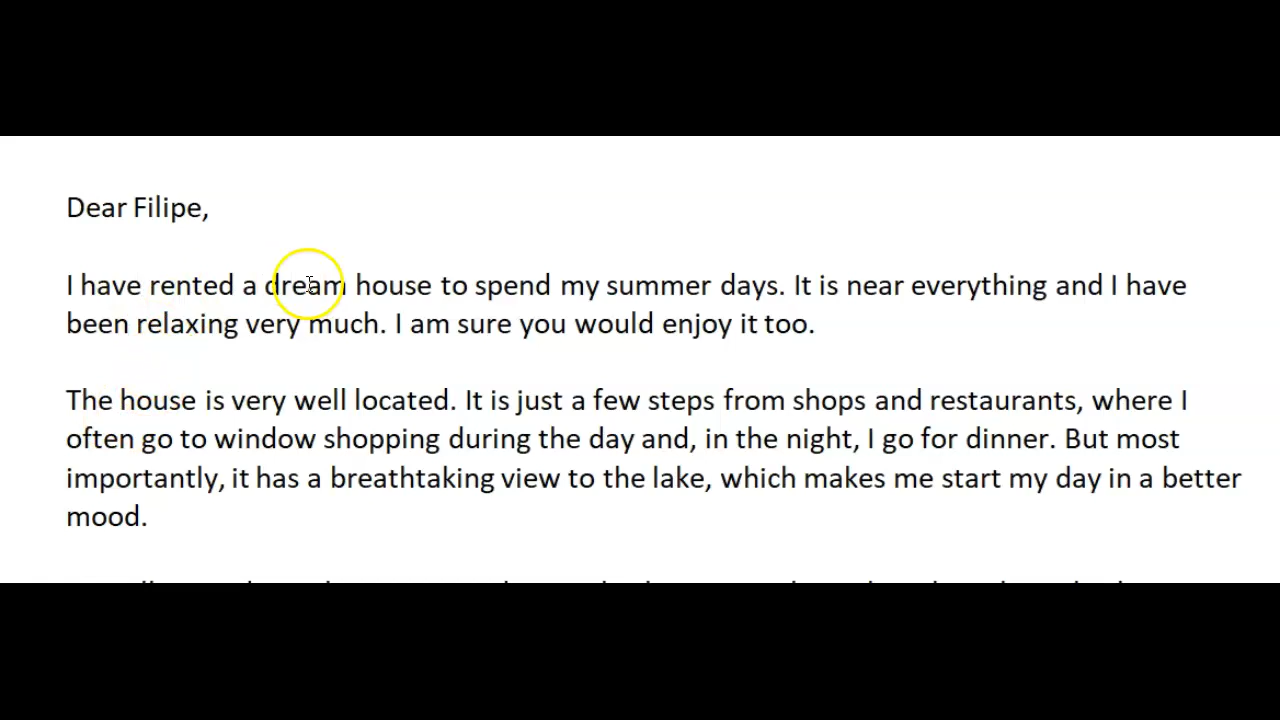 Dear Filipe,
I have rented a dream house to spend my summer days. It is near everything and I have
been relaxing very much. I am sure you would enjoy it too.
The house is very well located. It is just a few steps from shops and restaurants, where I
often go to window shopping during the day and, in the night, I go for dinner. But most
importantly, it has a breathtaking view to the lake, which makes me start my day in a better
mood.